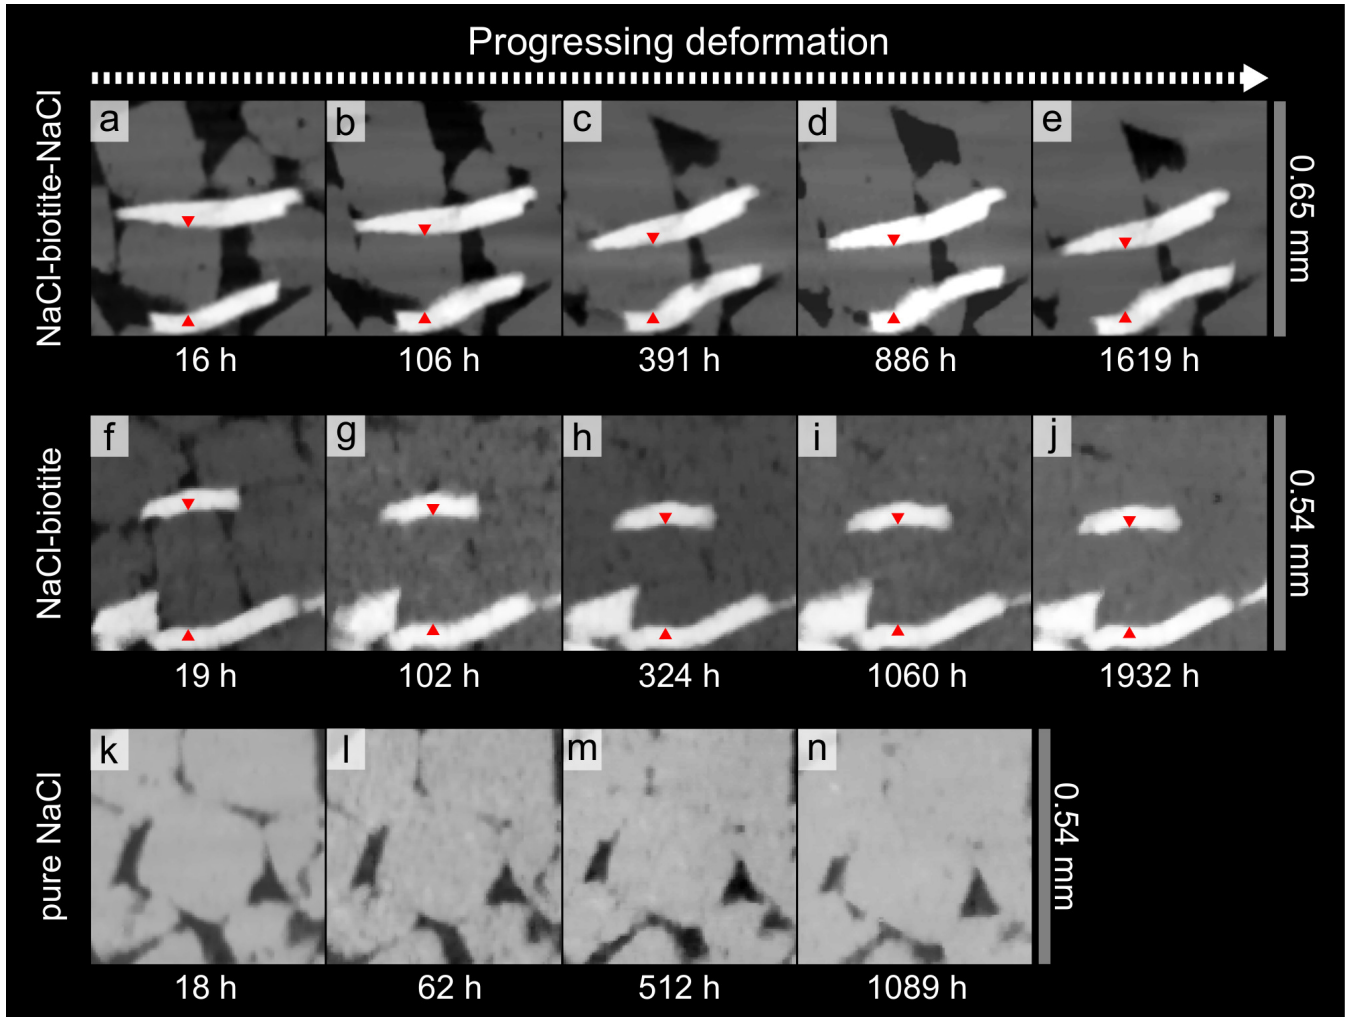 Progressing deformation
NaCl-biotite-NaCl
a
b
c
d
e
0.65 mm
16 h
106 h
391 h
886 h
1619 h
NaCl-biotite
f
g
h
i
j
0.54 mm
19 h
102 h
324 h
1060 h
1932 h
pure NaCl
k
l
m
n
0.54 mm
18 h
62 h
512 h
1089 h